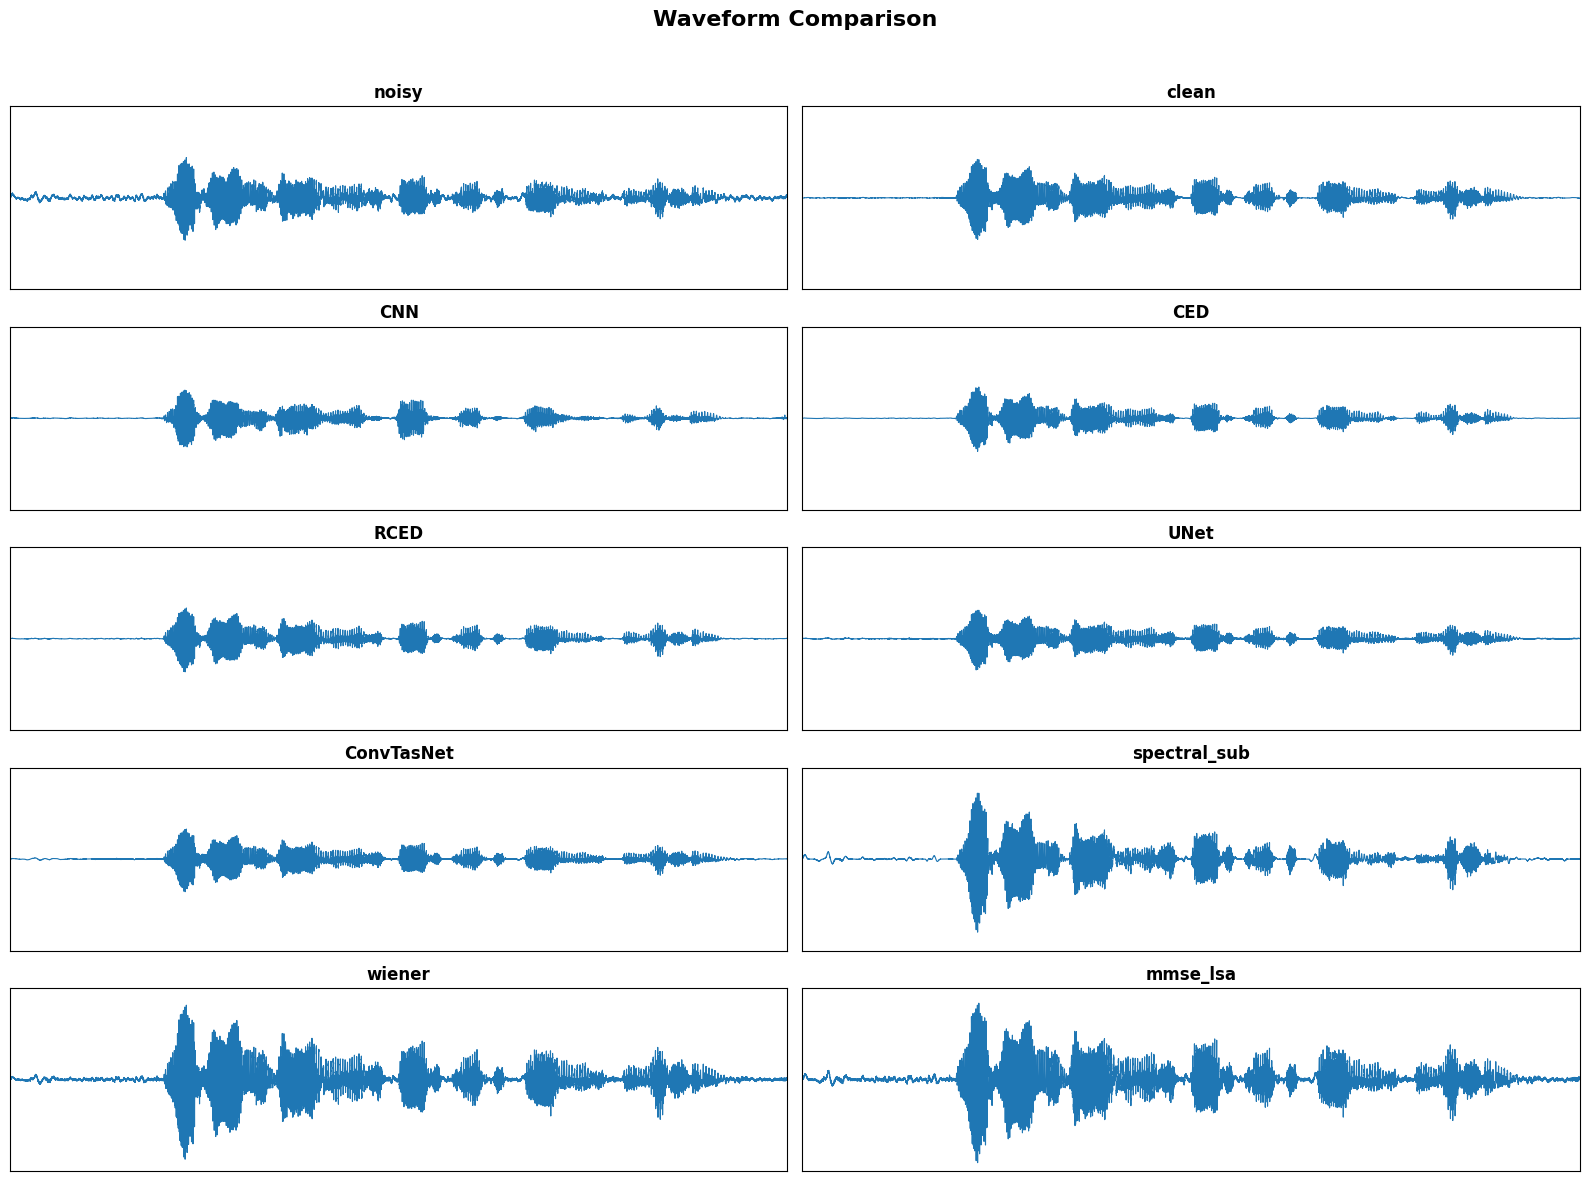 Waveform Comparison
noisy
clean
CNN
CED
RCED
UNet
ConvTasNet
spectral_sub
wiener
mmse_lsa